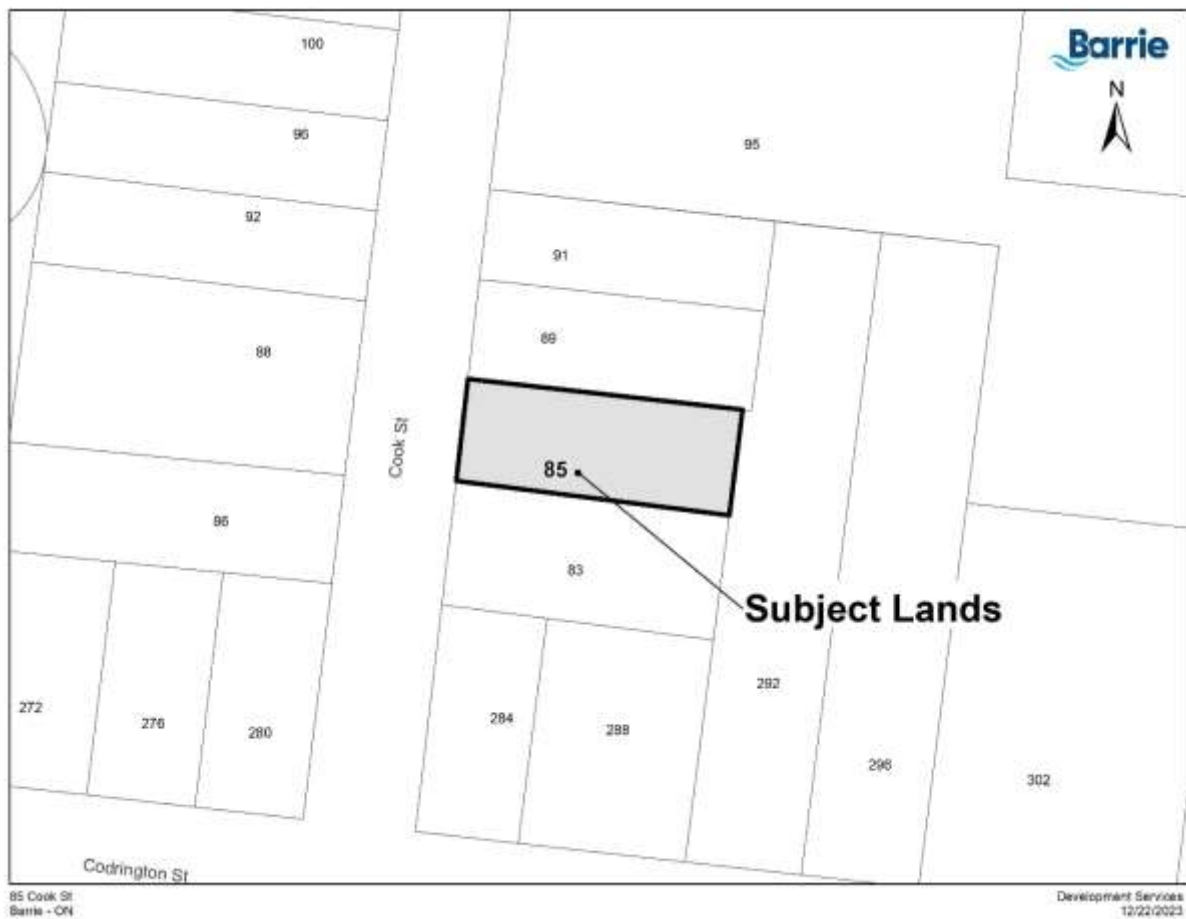 Barrie
N
100
96
95
92
91
89
88
Cook St
85
86
83
Subject Lands
292
272
276
280
284
288
296
302
Codrington St
85 Cook St
Barrie - ON
Development Services
12/22/2023